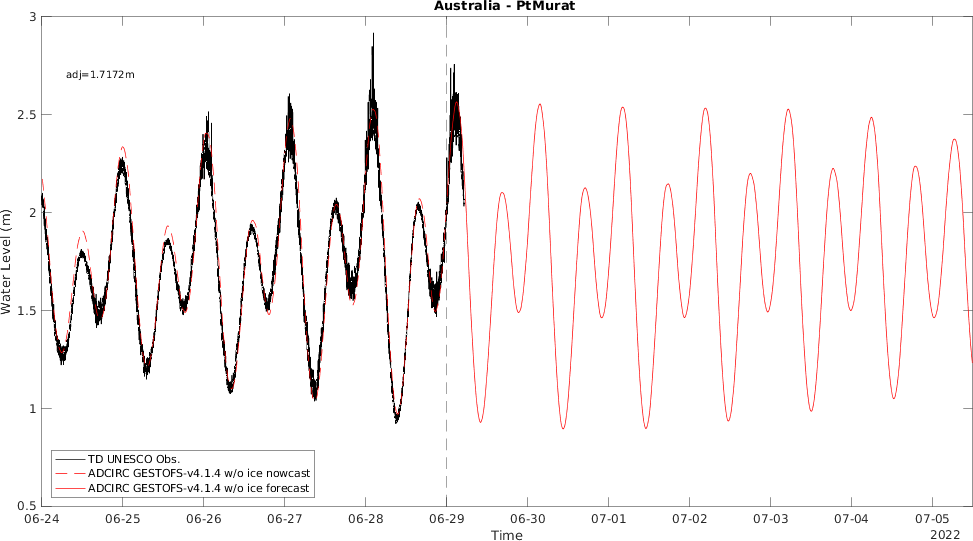 Australia - PtMurat
3
2.5
2
1.5
1
0.5
Water Level (m)
adj=1.7172m
TD UNESCO Obs.
ADCIRC GESTOFS-v4.1.4 w/o ice nowcast
ADCIRC GESTOFS-v4.1.4 w/o ice forecast
06-24 06-25 06-26 06-27 06-28 06-29 06-30 07-01 07-02 07-03 07-04 07-05
Time
2022